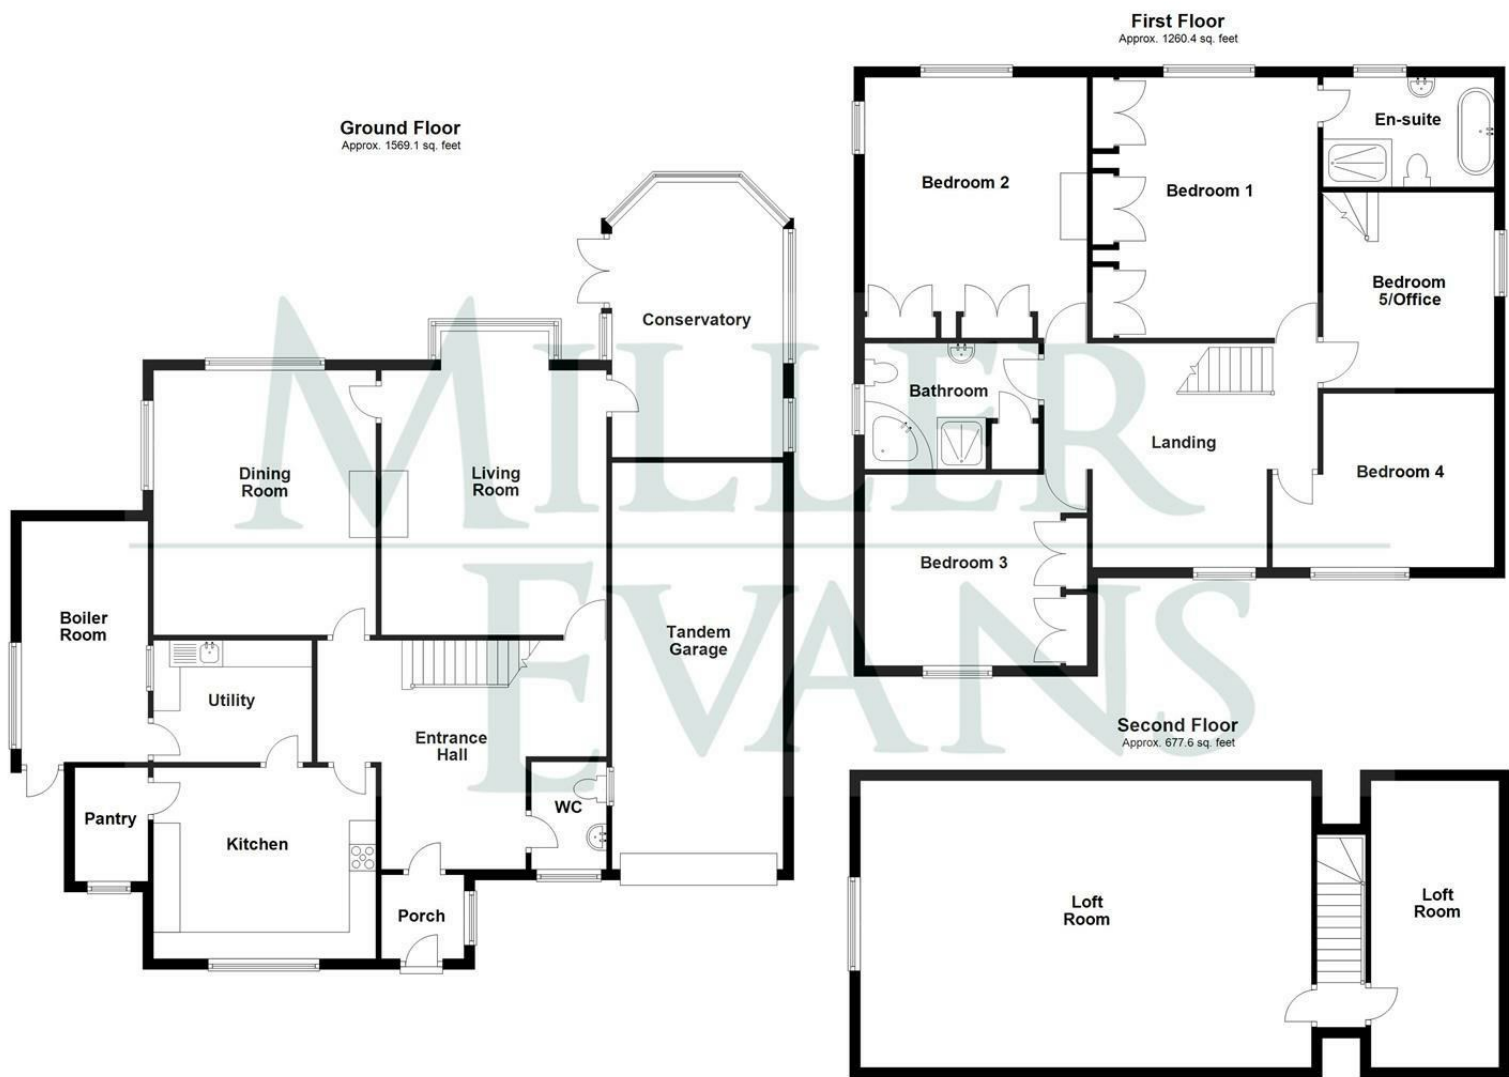 Ground Floor
Approx. 1569.1 sq. feet
Conservatory
Dining
Room
Living
Room
Boiler
Room
Tandem
Garage
Utility
Entrance
Hall
Pantry
Kitchen
WC
Porch
First Floor
Approx. 1260.4 sq. feet
Bedroom 2
Bedroom 1
En-suite
Bedroom
5/Office
Bathroom
Landing
Bedroom 4
Bedroom 3
Second Floor
Approx. 677.6 sq. feet
Loft
Room
Loft
Room
MILLER
EVANS